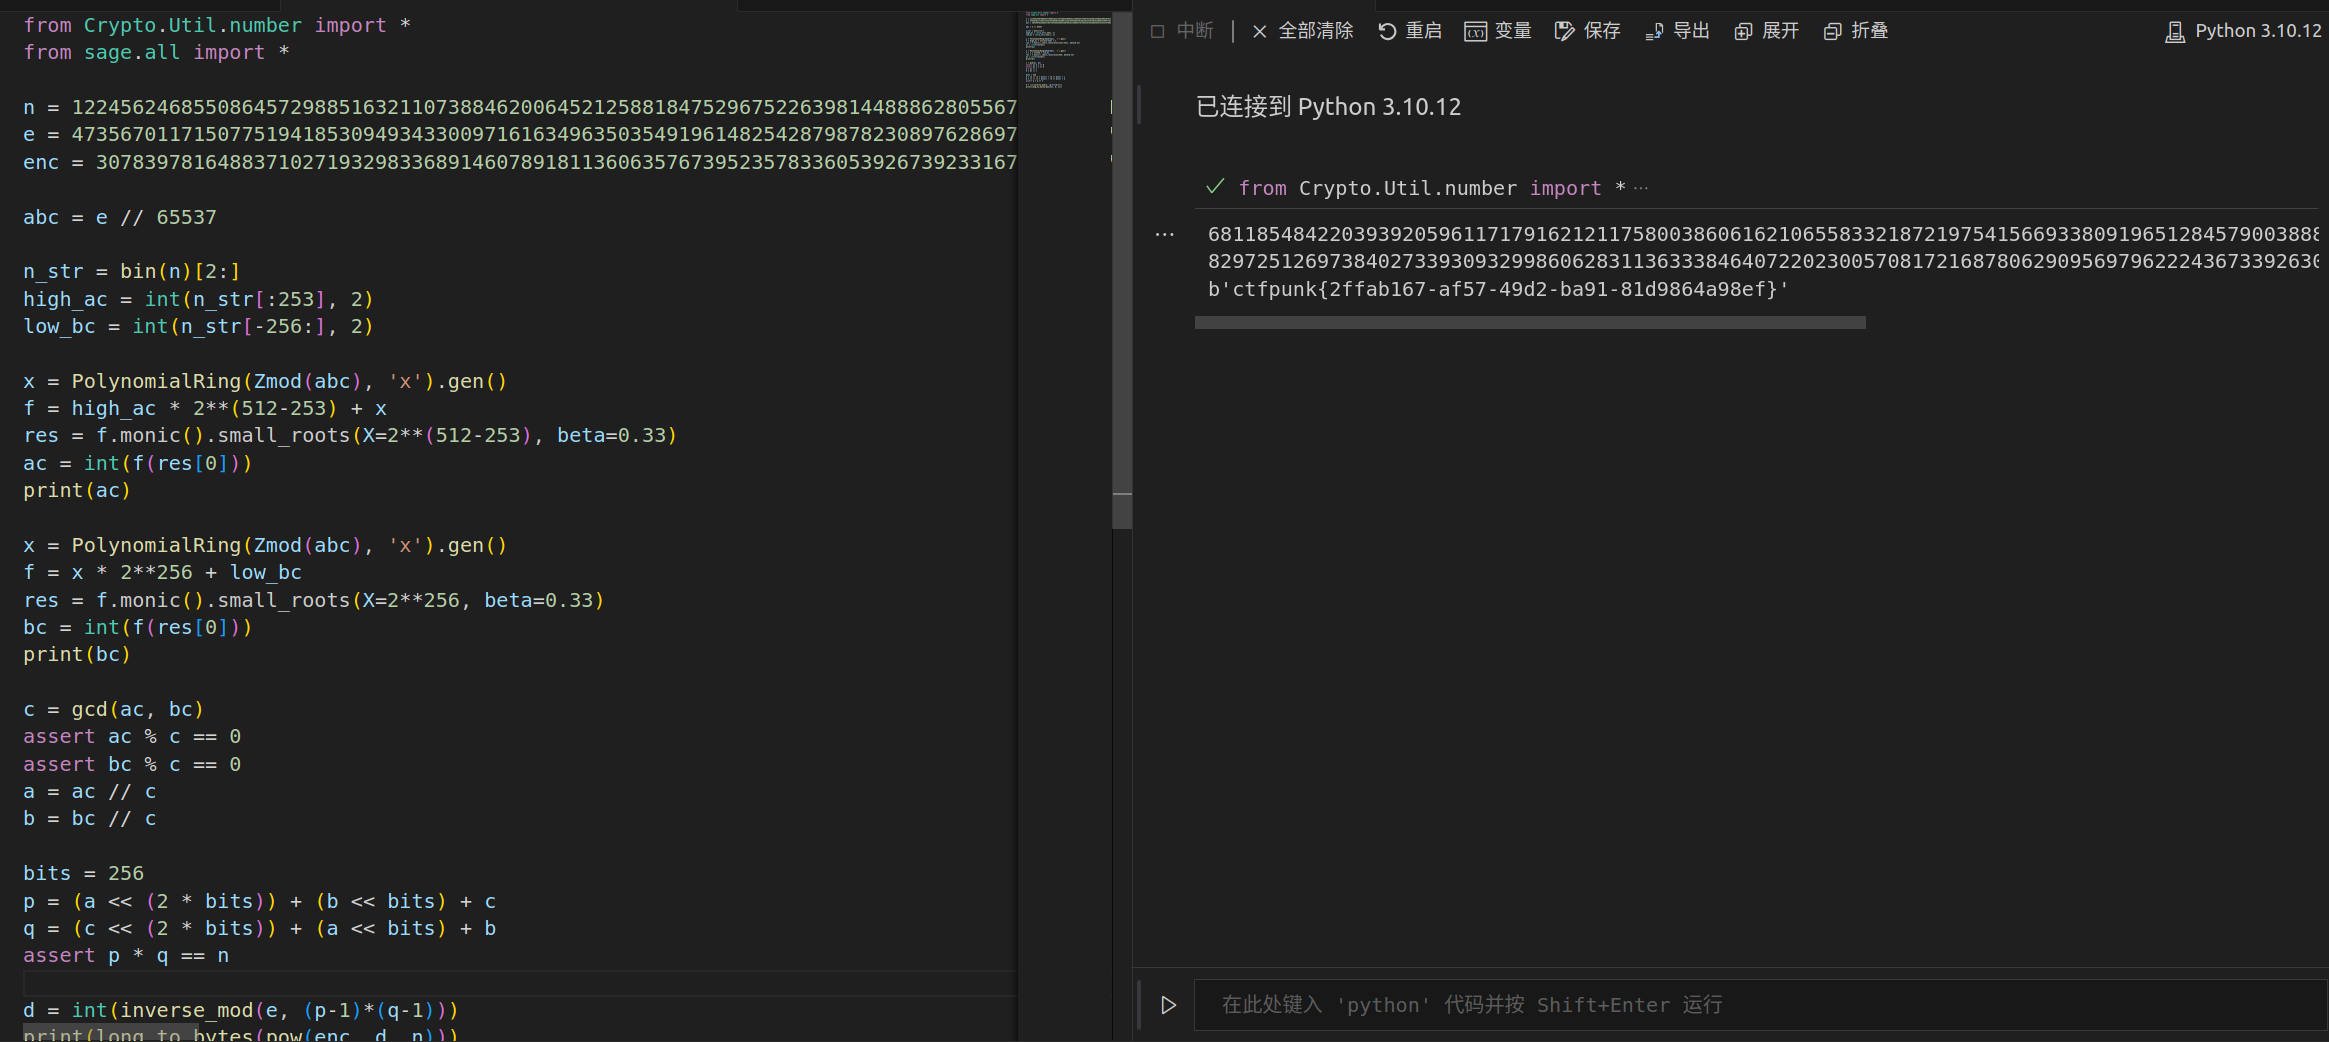 from Crypto.Util.number import *
from sage.all import *
n = 122456246855086457298851632110738846200645212588184752967522639814488862805567
e = 473567011715077519418530949343300971616349635035491961482542879878230897628697
enc = 3078397816488371027193298336891460789181136063576739523578336053926739233167
abc = e // 65537
n_str = bin(n)[2:]
high_ac = int(n_str[:253], 2)
low_bc = int(n_str[-256:], 2)
x = PolynomialRing(Zmod(abc), 'x').gen()
f = high_ac * 2**(512-253) + x
res = f.monic().small_roots(X=2**(512-253), beta=0.33)
ac = int(f(res[0]))
print(ac)
x = PolynomialRing(Zmod(abc), 'x').gen()
f = x * 2**256 + low_bc
res = f.monic().small_roots(X=2**256, beta=0.33)
bc = int(f(res[0]))
print(bc)
c = gcd(ac, bc)
assert ac % c == 0
assert bc % c == 0
a = ac // c
b = bc // c
bits = 256
p = (a << (2 * bits)) + (b << bits) + c
q = (c << (2 * bits)) + (a << bits) + b
assert p * q == n
d = int(inverse_mod(e, (p-1)*(q-1)))
print(long_to_bytes(pow(enc, d, n)))
中断 | 全部清除 重启 变量 保存 导出 展开 折叠 Python 3.10.12
已连接到 Python 3.10.12
from Crypto.Util.number import * ···
68118548422039392059611717916212117580038606162106558332187219754156693380919651284579003888
82972512697384027339309329986062831136333846407220230057081721687806290956979622243673392630
b'ctfpunk{2ffab167-af57-49d2-ba91-81d9864a98ef}'
在此处键入 'python' 代码并按 Shift+Enter 运行